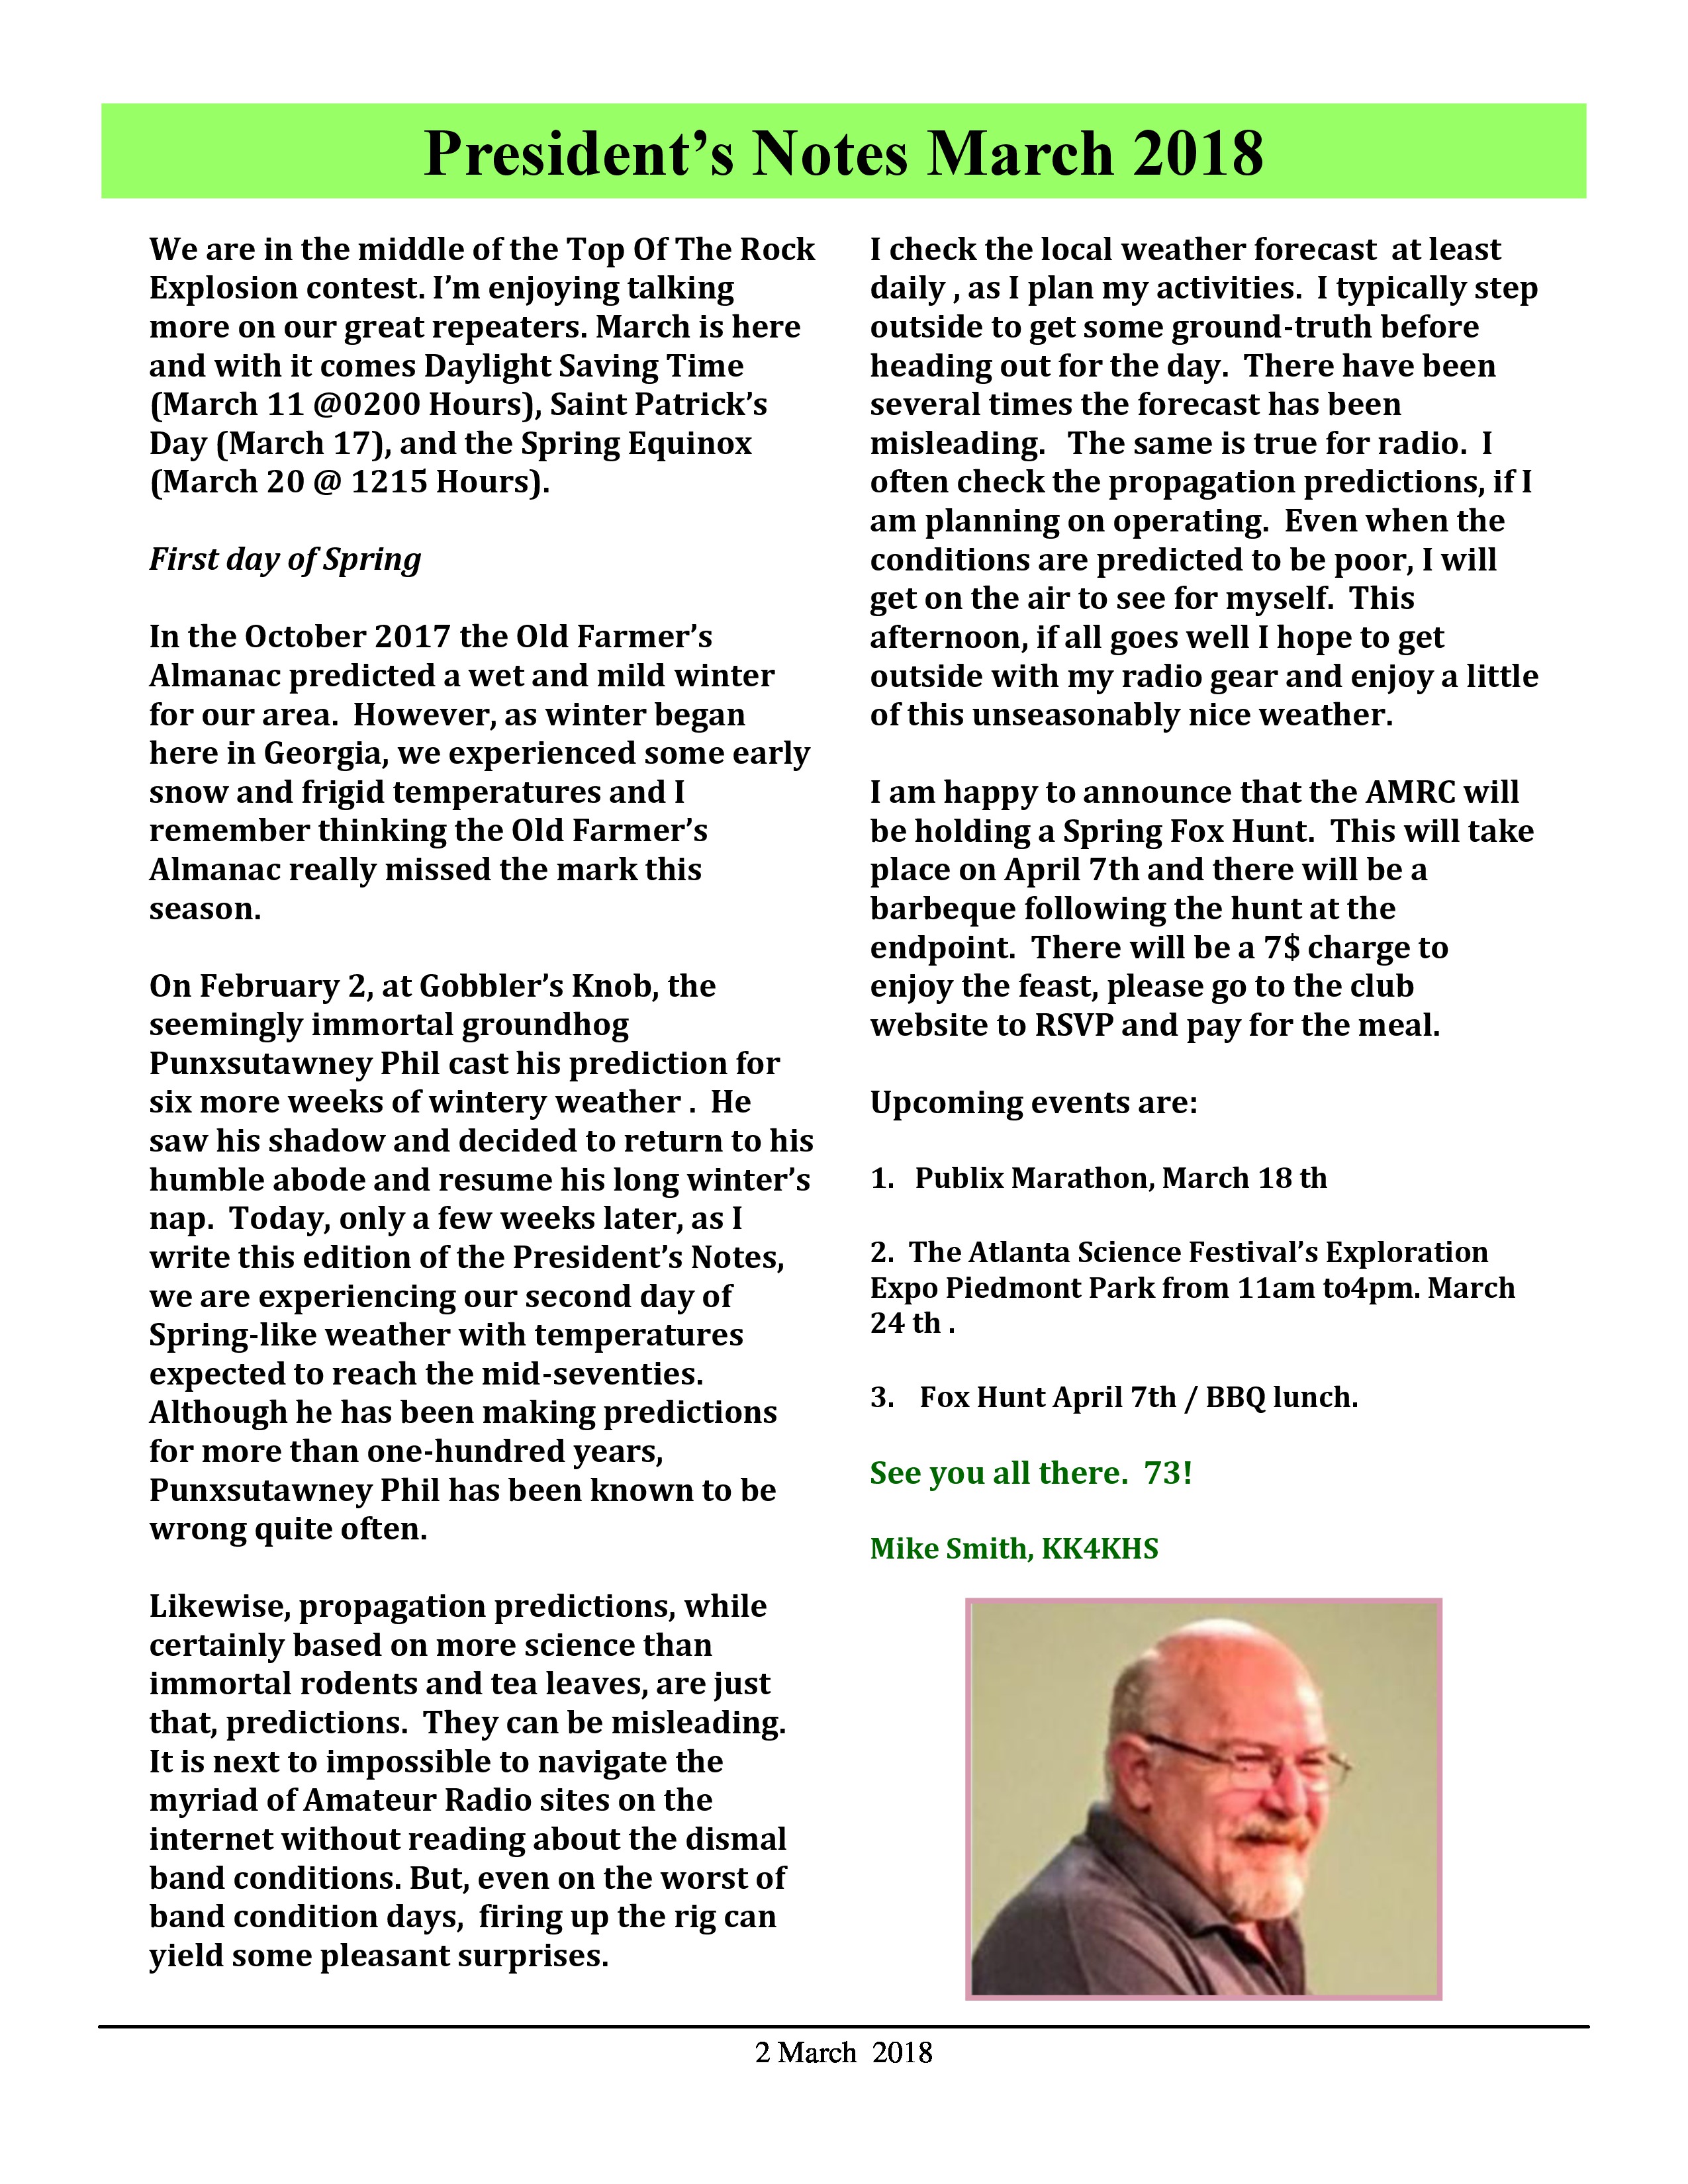 President’s Notes March 2018
We are in the middle of the Top Of The Rock
Explosion contest. I’m enjoying talking
more on our great repeaters. March is here
and with it comes Daylight Saving Time
(March 11 @0200 Hours), Saint Patrick’s
Day (March 17), and the Spring Equinox
(March 20 @ 1215 Hours).
First day of Spring
In the October 2017 the Old Farmer’s
Almanac predicted a wet and mild winter
for our area.  However, as winter began
here in Georgia, we experienced some early
snow and frigid temperatures and I
remember thinking the Old Farmer’s
Almanac really missed the mark this
season.
On February 2, at Gobbler’s Knob, the
seemingly immortal groundhog
Punxsutawney Phil cast his prediction for
six more weeks of wintery weather .  He
saw his shadow and decided to return to his
humble abode and resume his long winter’s
nap.  Today, only a few weeks later, as I
write this edition of the President’s Notes,
we are experiencing our second day of
Spring-like weather with temperatures
expected to reach the mid-seventies.
Although he has been making predictions
for more than one-hundred years,
Punxsutawney Phil has been known to be
wrong quite often.
Likewise, propagation predictions, while
certainly based on more science than
immortal rodents and tea leaves, are just
that, predictions.  They can be misleading.
It is next to impossible to navigate the
myriad of Amateur Radio sites on the
internet without reading about the dismal
band conditions. But, even on the worst of
band condition days,  firing up the rig can
yield some pleasant surprises.
I check the local weather forecast  at least
daily , as I plan my activities.  I typically step
outside to get some ground-truth before
heading out for the day.  There have been
several times the forecast has been
misleading.   The same is true for radio.  I
often check the propagation predictions, if I
am planning on operating.  Even when the
conditions are predicted to be poor, I will
get on the air to see for myself.  This
afternoon, if all goes well I hope to get
outside with my radio gear and enjoy a little
of this unseasonably nice weather.
I am happy to announce that the AMRC will
be holding a Spring Fox Hunt.  This will take
place on April 7th and there will be a
barbeque following the hunt at the
endpoint.  There will be a 7$ charge to
enjoy the feast, please go to the club
website to RSVP and pay for the meal.
Upcoming events are:
1.   Publix Marathon, March 18 th
2.  The Atlanta Science Festival’s Exploration
Expo Piedmont Park from 11am to4pm. March
24 th .
3.   Fox Hunt April 7th / BBQ lunch.
See you all there.  73!
Mike Smith, KK4KHS
2 March  2018